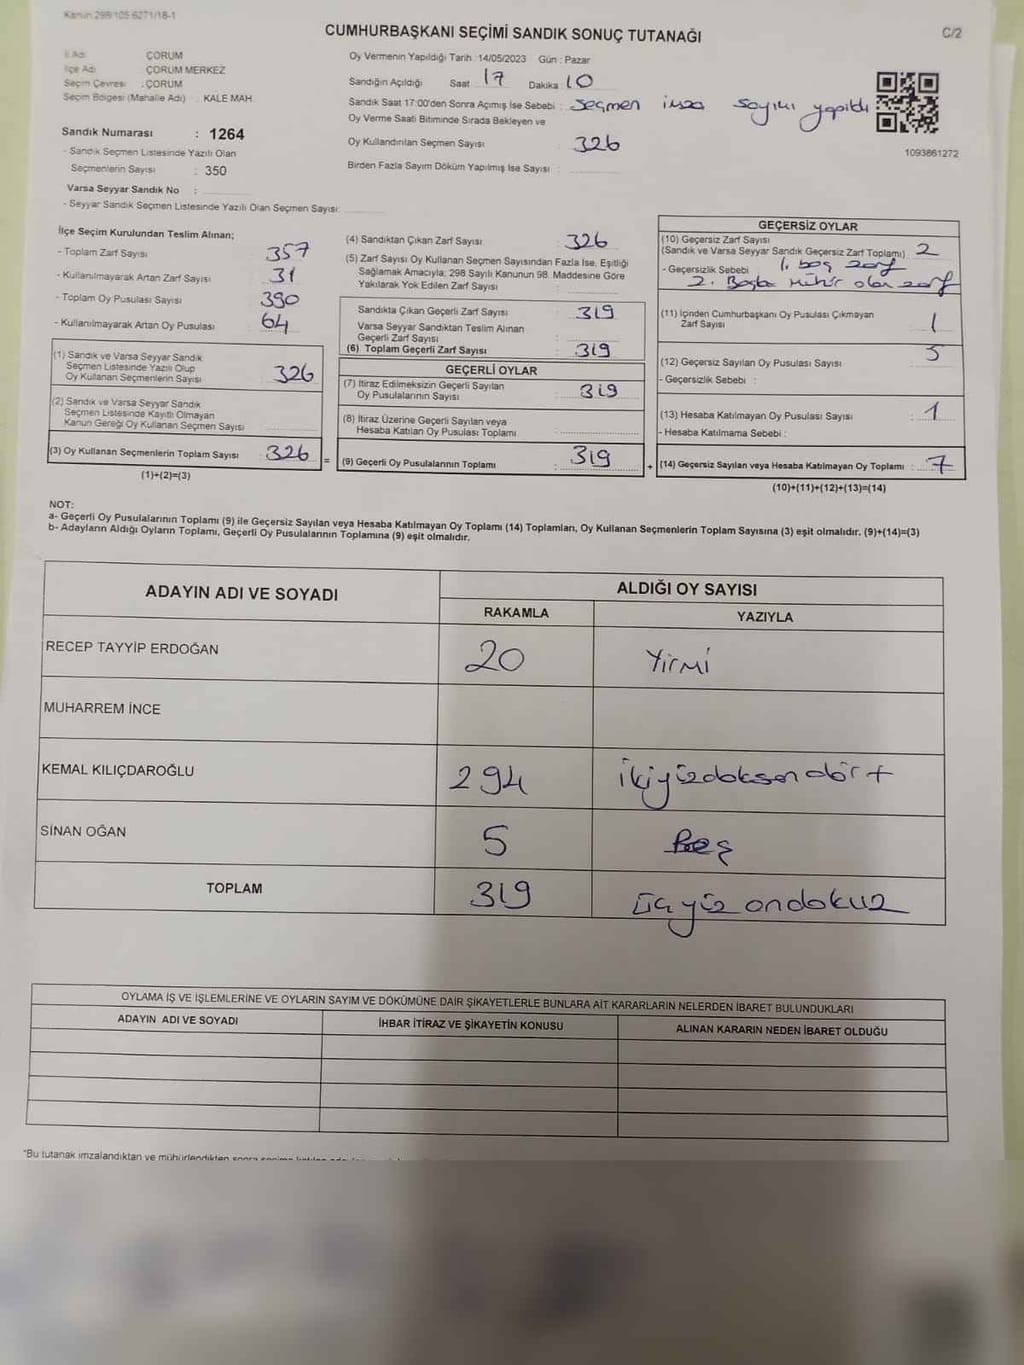 Kanun 298/105 6271/18-1
CUMHURBAŞKANI SEÇİMİ SANDIK SONUÇ TUTANAĞI
C/2
İl Adı : ÇORUM
İlçe Adı : ÇORUM MERKEZ
Seçim Çevresi : ÇORUM
Seçim Bölgesi (Mahalle Adı) : KALE MAH
Sandık Numarası : 1264
- Sandık Seçmen Listesinde Yazılı Olan
Seçmenlerin Sayısı : 350
Varsa Seyyar Sandık No :
- Seyyar Sandık Seçmen Listesinde Yazılı Olan Seçmen Sayısı:
Oy Vermenin Yapıldığı Tarih :14/05/2023 Gün : Pazar
Sandığın Açıldığı Saat 17 Dakika 10
Sandık Saat 17:00'den Sonra Açımış İse Sebebi : Seçmen imza sayımı yapıldı
Oy Verme Saati Bitiminde Sırada Bekleyen ve
Oy Kullandırılan Seçmen Sayısı : 326
Birden Fazla Sayım Döküm Yapılmış İse Sayısı :
1093861272
İlçe Seçim Kurulundan Teslim Alınan;
- Toplam Zarf Sayısı : 357
- Kullanılmayarak Artan Zarf Sayısı : 31
- Toplam Oy Pusulası Sayısı : 390
- Kullanılmayarak Artan Oy Pusulası : 64
(1) Sandık ve Varsa Seyyar Sandık
Seçmen Listesinde Yazılı Olup
Oy Kullanan Seçmenlerin Sayısı : 326
(2) Sandık ve Varsa Seyyar Sandık
Seçmen Listesinde Kayıtlı Olmayan
Kanun Gereği Oy Kullanan Seçmen Sayısı :
(3) Oy Kullanan Seçmenlerin Toplam Sayısı : 326
(1)+(2)=(3)
(4) Sandıktan Çıkan Zarf Sayısı : 326
(5) Zarf Sayısı Oy Kullanan Seçmen Sayısından Fazla İse, Eşitliği
Sağlamak Amacıyla; 298 Sayılı Kanunun 98. Maddesine Göre
Yakılarak Yok Edilen Zarf Sayısı :
Sandıkta Çıkan Geçerli Zarf Sayısı : 319
Varsa Seyyar Sandıktan Teslim Alınan
Geçerli Zarf Sayısı :
(6) Toplam Geçerli Zarf Sayısı : 319
GEÇERLİ OYLAR
(7) İtiraz Edilmeksizin Geçerli Sayılan
Oy Pusulalarının Sayısı : 319
(8) İtiraz Üzerine Geçerli Sayılan veya
Hesaba Katılan Oy Pusulası Toplamı :
= (9) Geçerli Oy Pusulalarının Toplamı : 319
GEÇERSİZ OYLAR
(10) Geçersiz Zarf Sayısı
(Sandık ve Varsa Seyyar Sandık Geçersiz Zarf Toplamı) : 2
- Geçersizlik Sebebi : 1. boş zarf
2. Başka mühür olan zarf
(11) İçinden Cumhurbaşkanı Oy Pusulası Çıkmayan
Zarf Sayısı : 1
(12) Geçersiz Sayılan Oy Pusulası Sayısı : 3
- Geçersizlik Sebebi :
(13) Hesaba Katılmayan Oy Pusulası Sayısı : 1
- Hesaba Katılmama Sebebi :
+ (14) Geçersiz Sayılan veya Hesaba Katılmayan Oy Toplamı : 7
(10)+(11)+(12)+(13)=(14)
NOT:
a- Geçerli Oy Pusulalarının Toplamı (9) ile Geçersiz Sayılan veya Hesaba Katılmayan Oy Toplamı (14) Toplamları, Oy Kullanan Seçmenlerin Toplam Sayısına (3) eşit olmalıdır. (9)+(14)=(3)
b- Adayların Aldığı Oyların Toplamı, Geçerli Oy Pusulalarının Toplamına (9) eşit olmalıdır.
ADAYIN ADI VE SOYADI
ALDIĞI OY SAYISI
RAKAMLA YAZIYLA
RECEP TAYYİP ERDOĞAN 20 Yirmi
MUHARREM İNCE
KEMAL KILIÇDAROĞLU 294 ikiyüzdoksandört
SİNAN OĞAN 5 Beş
TOPLAM 319 üçyüz ondokuz
OYLAMA İŞ VE İŞLEMLERİNE VE OYLARIN SAYIM VE DÖKÜMÜNE DAİR ŞİKAYETLERLE BUNLARA AİT KARARLARIN NELERDEN İBARET BULUNDUKLARI
ADAYIN ADI VE SOYADI İHBAR İTİRAZ VE ŞİKAYETİN KONUSU ALINAN KARARIN NEDEN İBARET OLDUĞU
*Bu tutanak imzalandıktan ve mühürlendikten sonra